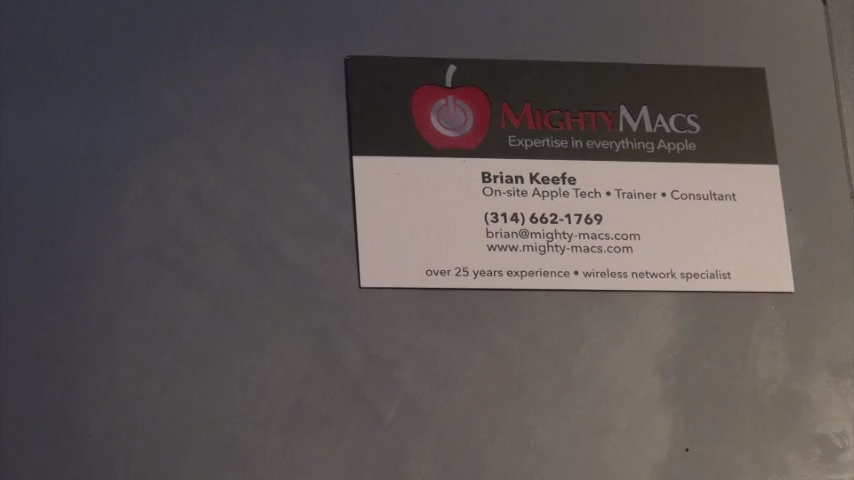 MIGHTYMACS
Expertise in everything Apple
Brian Keefe
On-site Apple Tech • Trainer • Consultant
(314) 662-1769
brian@mighty-macs.com
www.mighty-macs.com
over 25 years experience • wireless network specialist